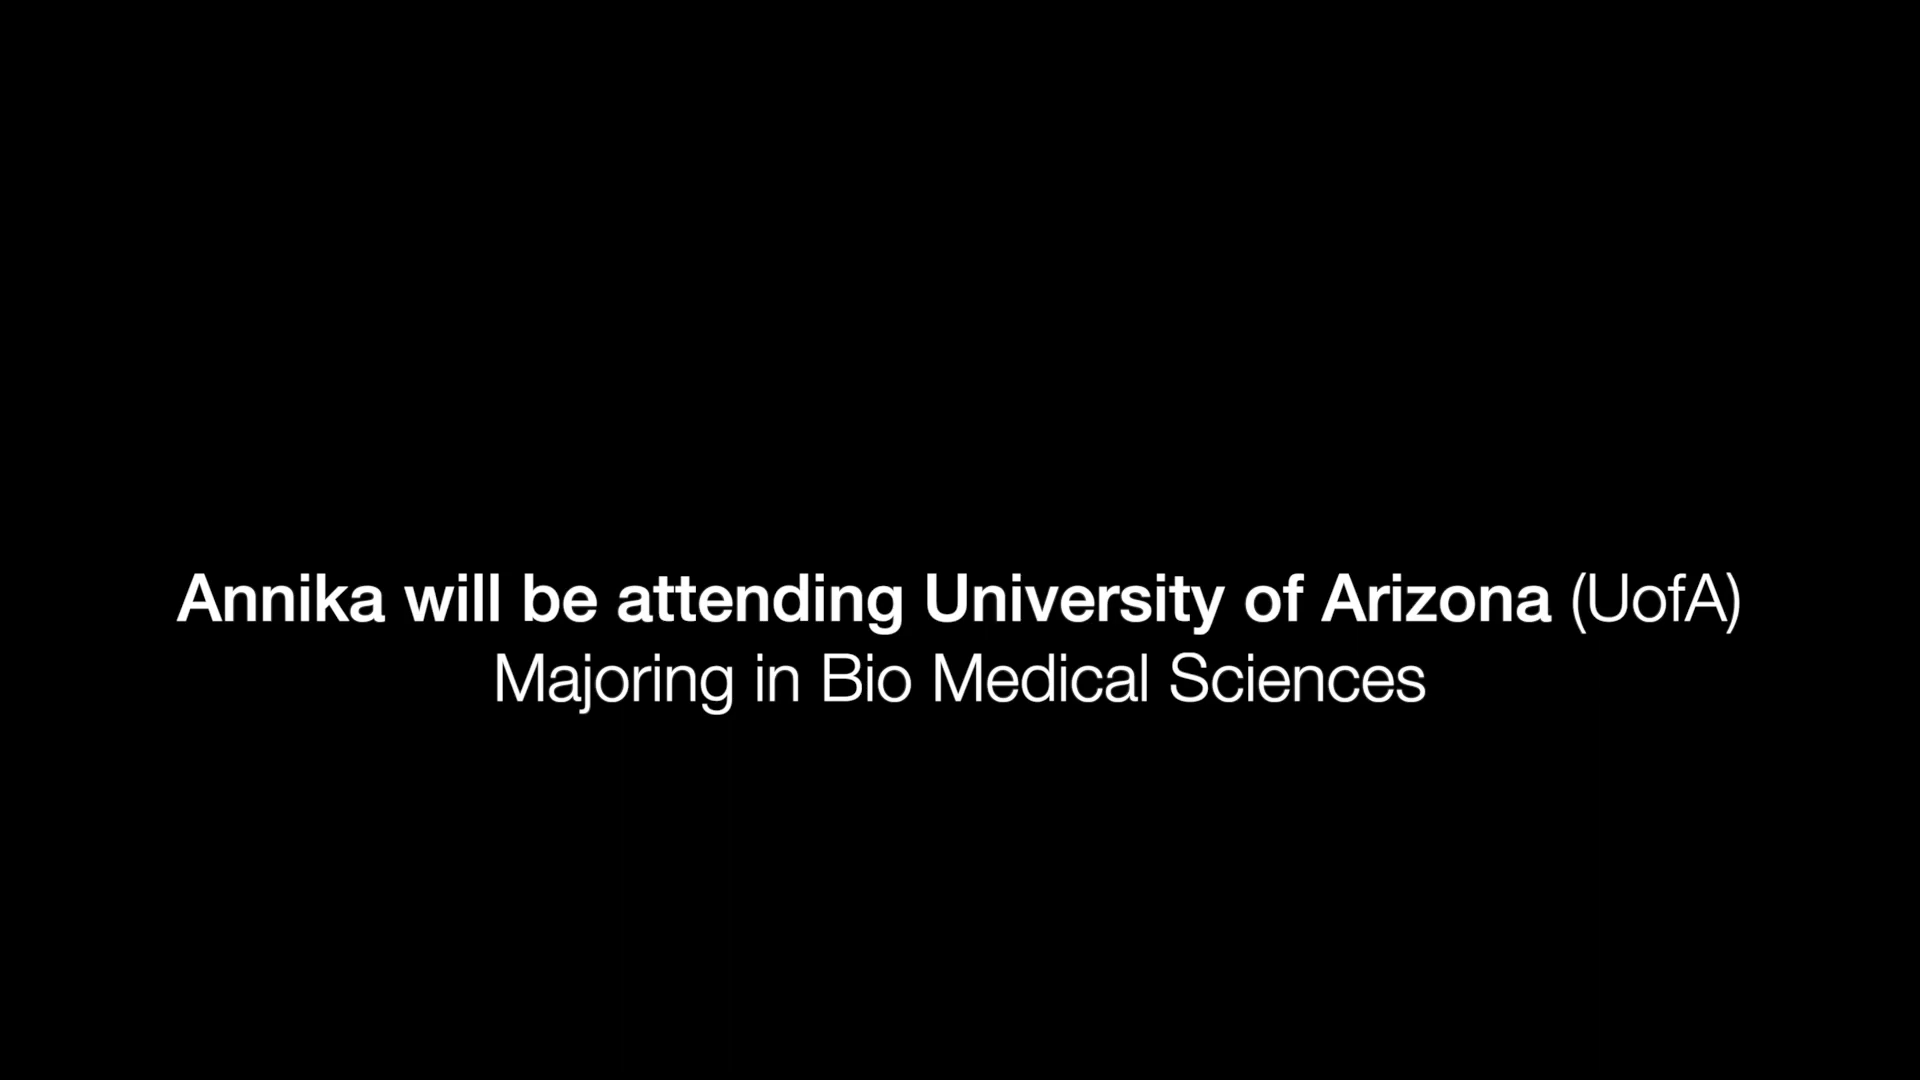 Annika will be attending University of Arizona (UofA)
Majoring in Bio Medical Sciences